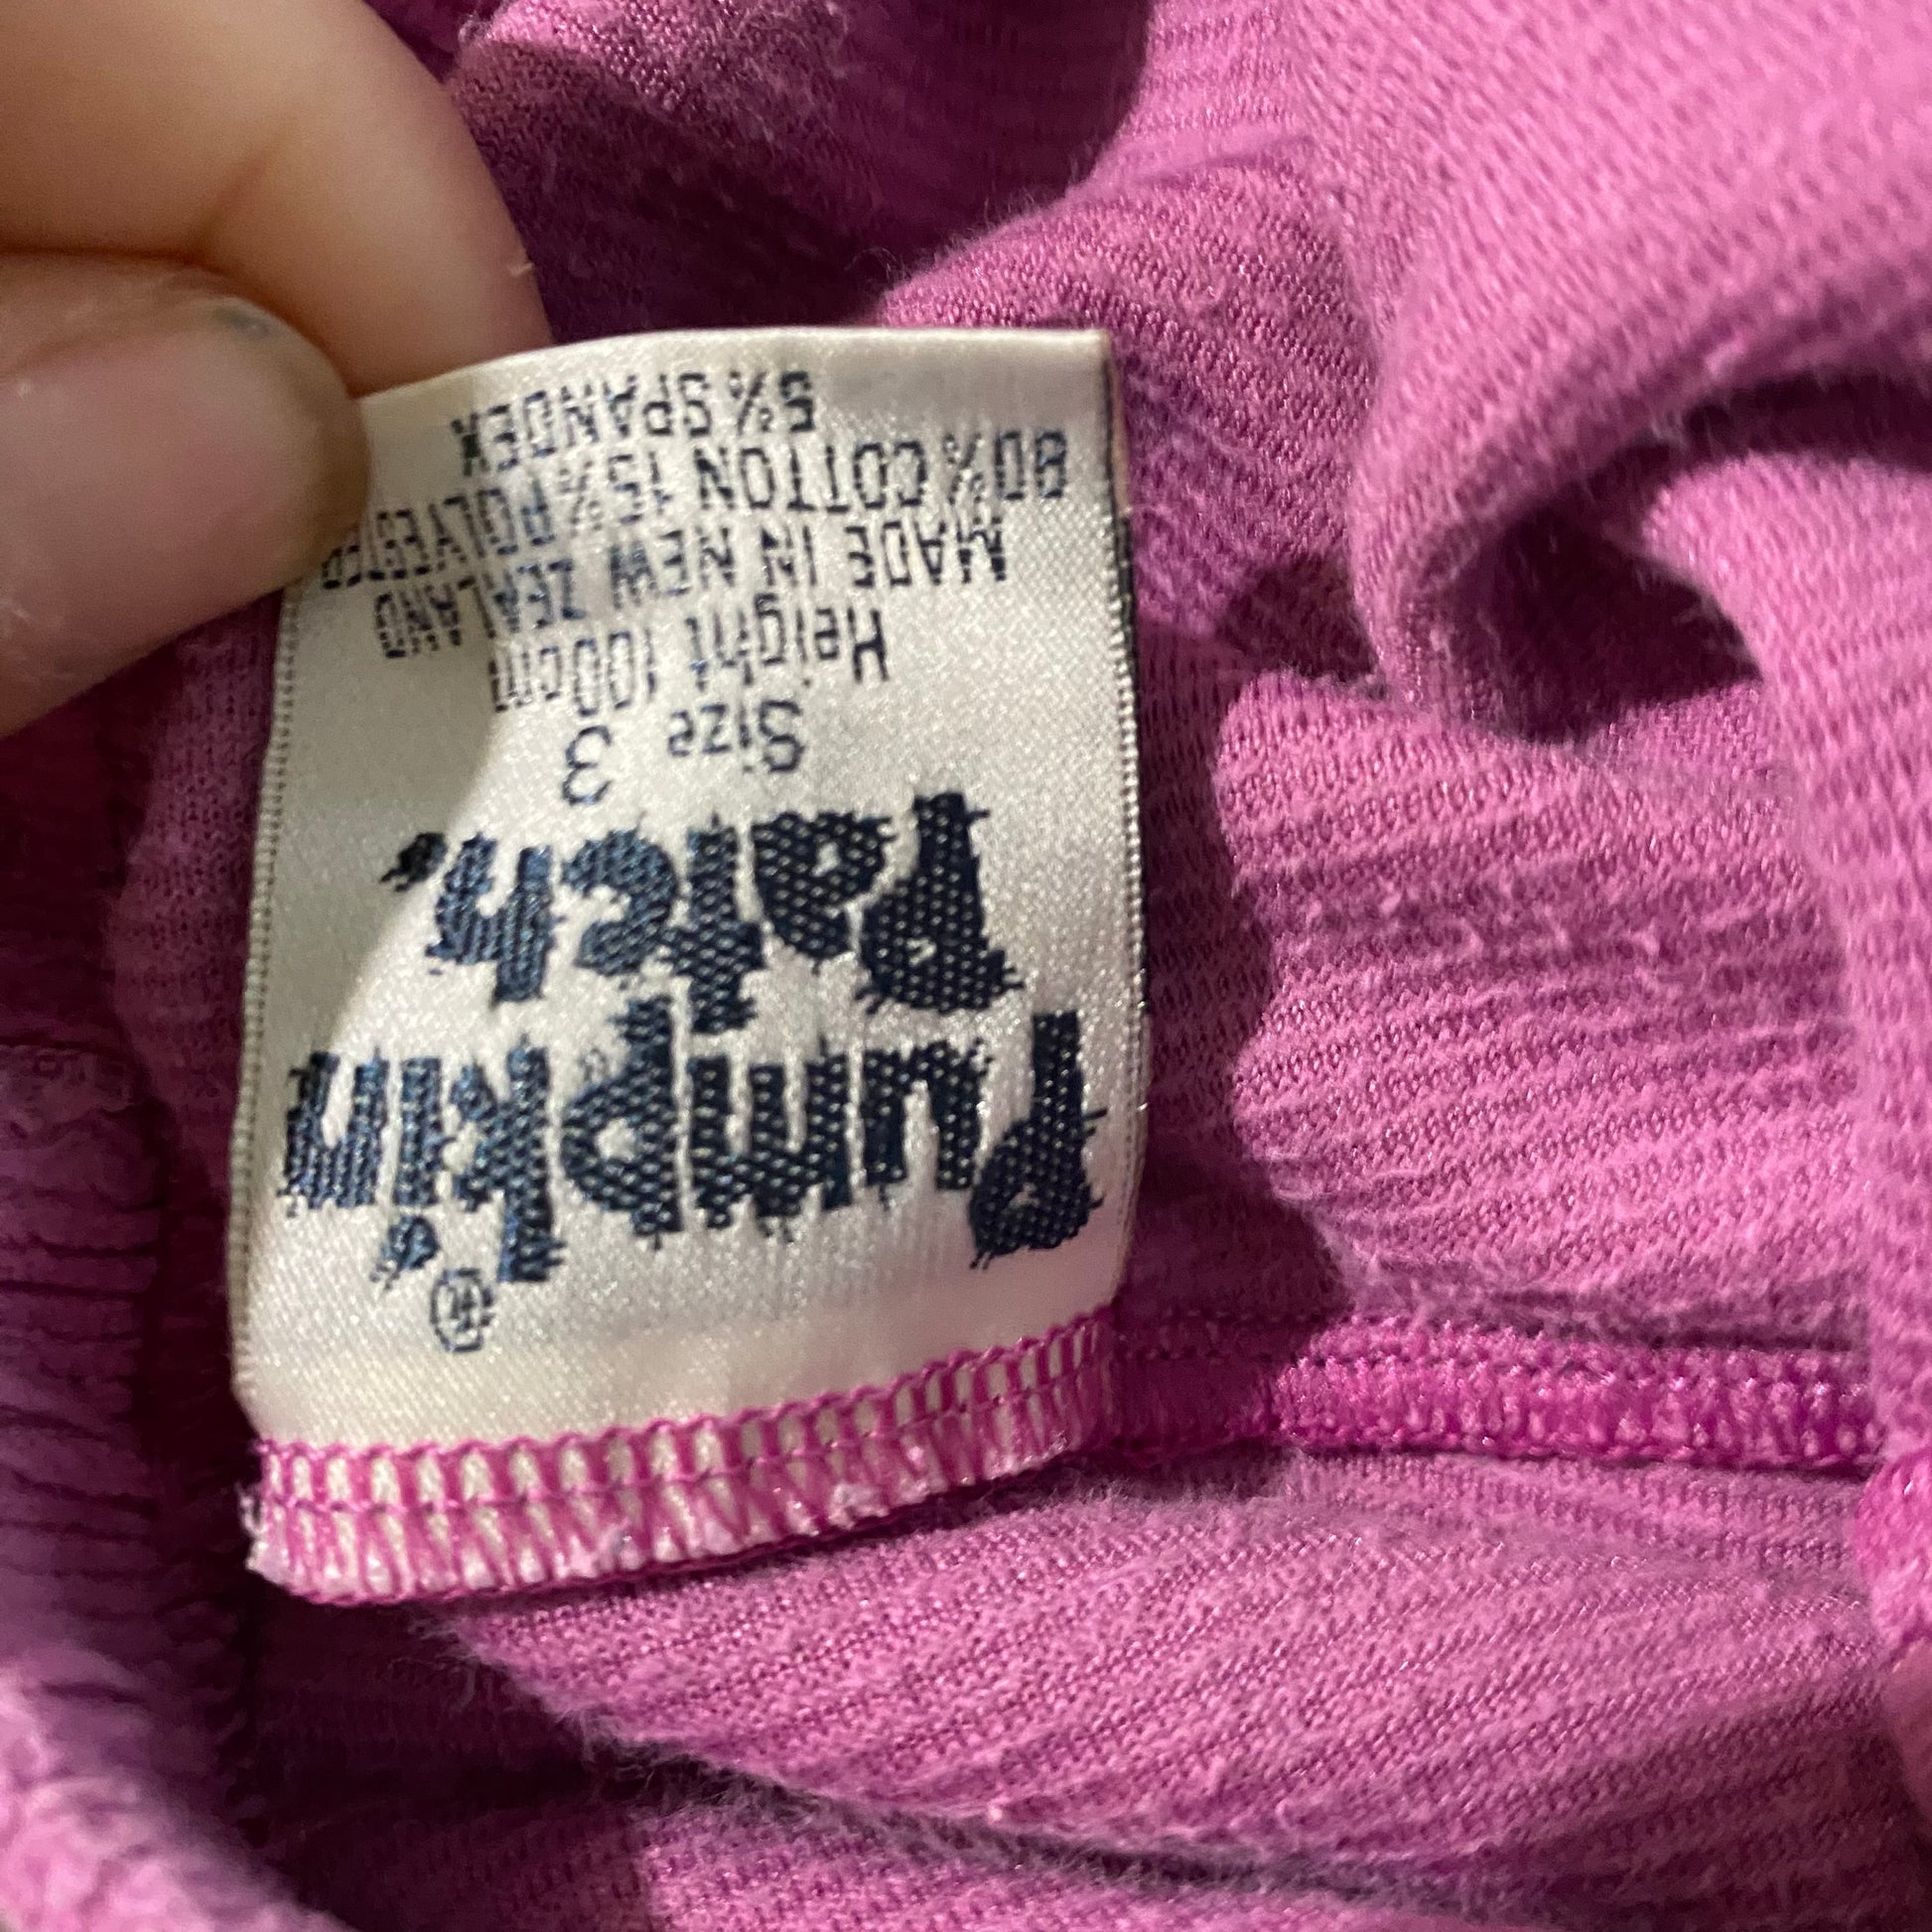 Pumpkin ®
Patch.
Size 3
Height 100cm
MADE IN NEW ZEALAND
80% COTTON 15% POLYESTER
5% SPANDEX